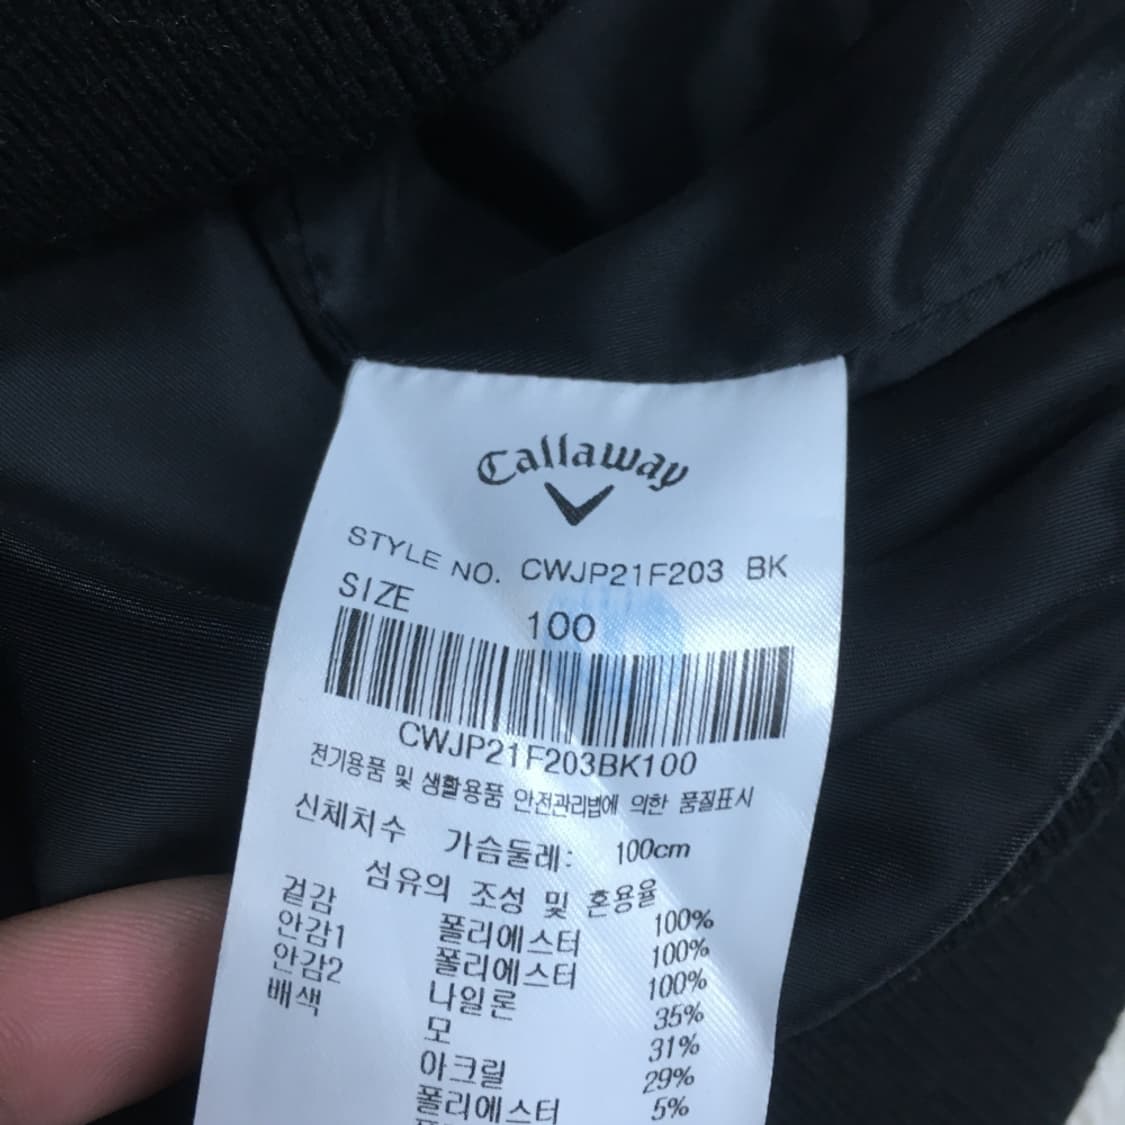 Callaway
STYLE NO. CWJP21F203 BK
SIZE 100
CWJP21F203BK100
전기용품 및 생활용품 안전관리법에 의한 품질표시
신체치수 가슴둘레: 100cm
섬유의 조성 및 혼용율
겉감 폴리에스터 100%
안감1 폴리에스터 100%
안감2 나일론 100%
배색 모 35%
아크릴 31%
폴리에스터 29%
5%